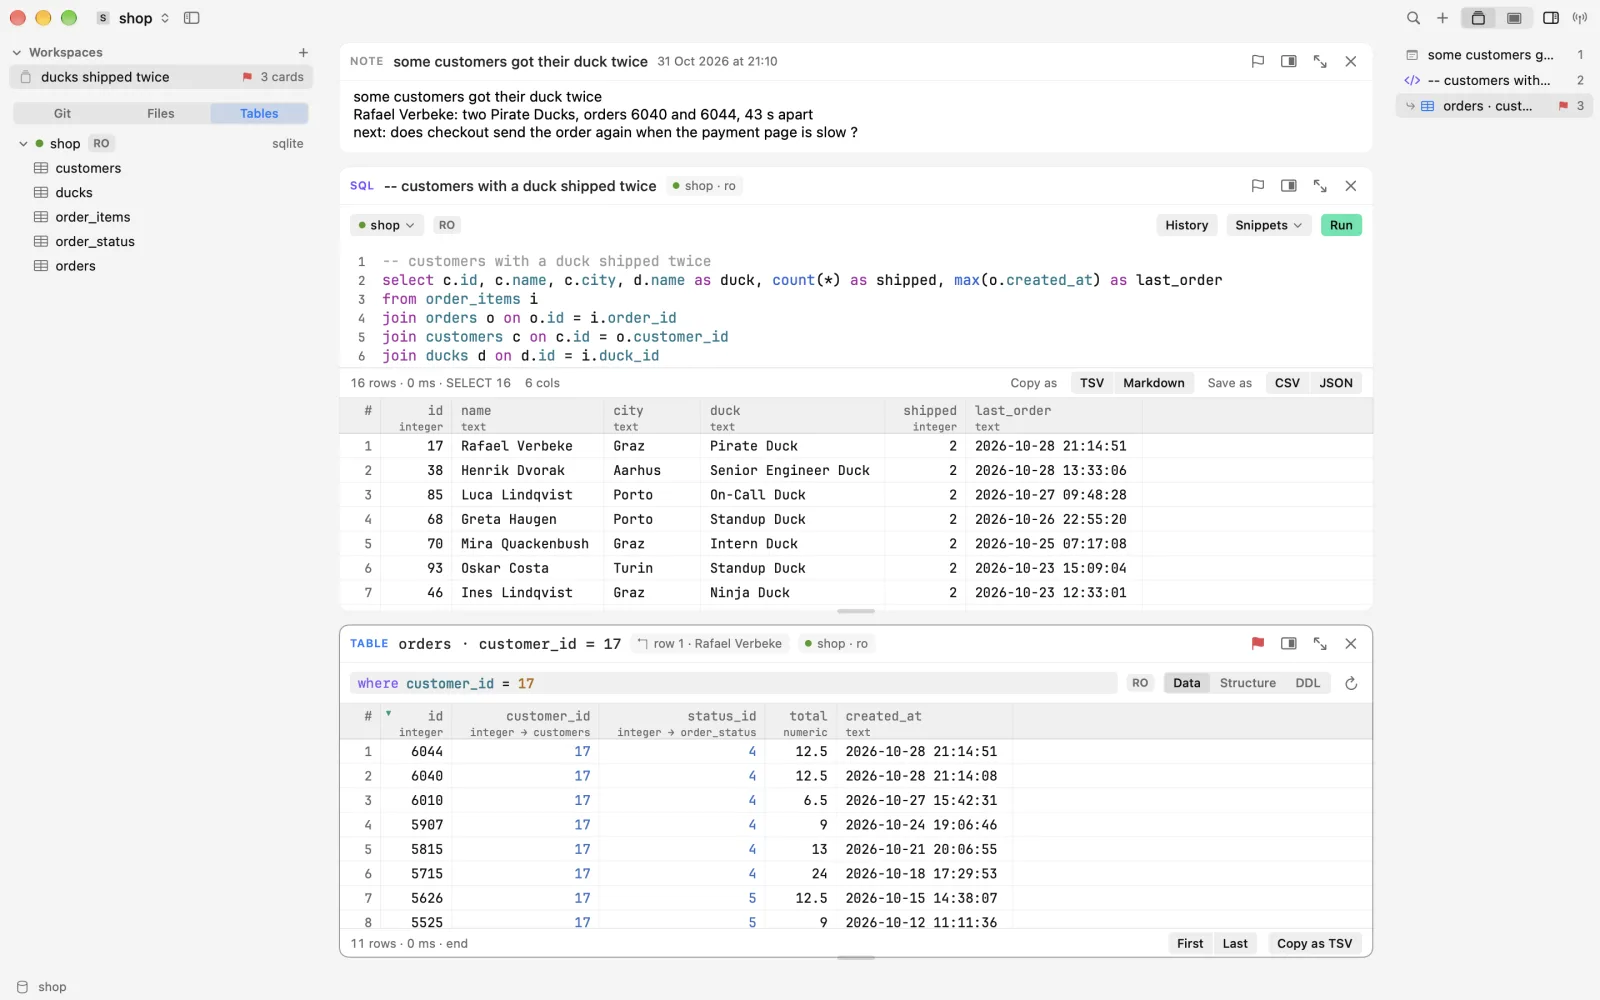 S shop
Workspaces
ducks shipped twice 3 cards
Git Files Tables
shop RO sqlite
customers
ducks
order_items
order_status
orders
shop
NOTE some customers got their duck twice 31 Oct 2026 at 21:10
some customers got their duck twice
Rafael Verbeke: two Pirate Ducks, orders 6040 and 6044, 43 s apart
next: does checkout send the order again when the payment page is slow ?
SQL -- customers with a duck shipped twice shop · ro
shop RO History Snippets Run
1 -- customers with a duck shipped twice
2 select c.id, c.name, c.city, d.name as duck, count(*) as shipped, max(o.created_at) as last_order
3 from order_items i
4 join orders o on o.id = i.order_id
5 join customers c on c.id = o.customer_id
6 join ducks d on d.id = i.duck_id
16 rows · 0 ms · SELECT 16 6 cols Copy as TSV Markdown Save as CSV JSON
# id name city duck shipped last_order
integer text text text integer text
1 17 Rafael Verbeke Graz Pirate Duck 2 2026-10-28 21:14:51
2 38 Henrik Dvorak Aarhus Senior Engineer Duck 2 2026-10-28 13:33:06
3 85 Luca Lindqvist Porto On-Call Duck 2 2026-10-27 09:48:28
4 68 Greta Haugen Porto Standup Duck 2 2026-10-26 22:55:20
5 70 Mira Quackenbush Graz Intern Duck 2 2026-10-25 07:17:08
6 93 Oskar Costa Turin Standup Duck 2 2026-10-23 15:09:04
7 46 Ines Lindqvist Graz Ninja Duck 2 2026-10-23 12:33:01
TABLE orders · customer_id = 17 row 1 · Rafael Verbeke shop · ro
where customer_id = 17 RO Data Structure DDL
# id customer_id status_id total created_at
integer integer → customers integer → order_status numeric text
1 6044 17 4 12.5 2026-10-28 21:14:51
2 6040 17 4 12.5 2026-10-28 21:14:08
3 6010 17 4 6.5 2026-10-27 15:42:31
4 5907 17 4 9 2026-10-24 19:06:46
5 5815 17 4 13 2026-10-21 20:06:55
6 5715 17 4 24 2026-10-18 17:29:53
7 5626 17 5 12.5 2026-10-15 14:38:07
8 5525 17 5 9 2026-10-12 11:11:36
11 rows · 0 ms · end First Last Copy as TSV
some customers g... 1
-- customers with... 2
orders · cust... 3